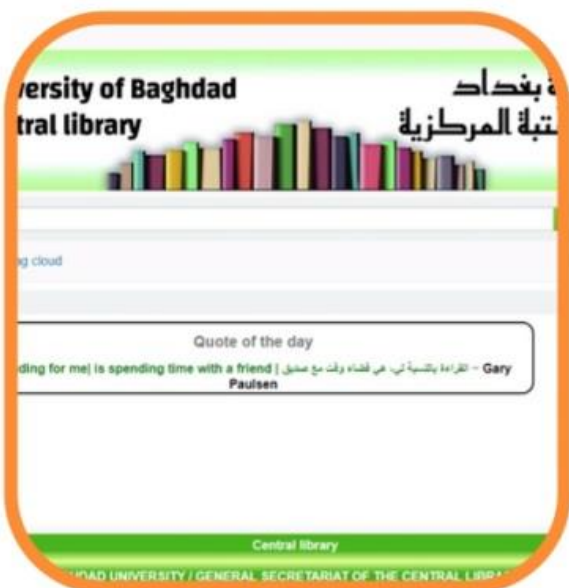 versity of Baghdad
tral library
ة بغداد
تبة المركزية
ng cloud
Quote of the day
ding for me| is spending time with a friend | القراءة بالنسبة لي، هي قضاء وقت مع صديق - Gary
Paulsen
Central library
HDAD UNIVERSITY / GENERAL SECRETARIAT OF THE CENTRAL LIBRA